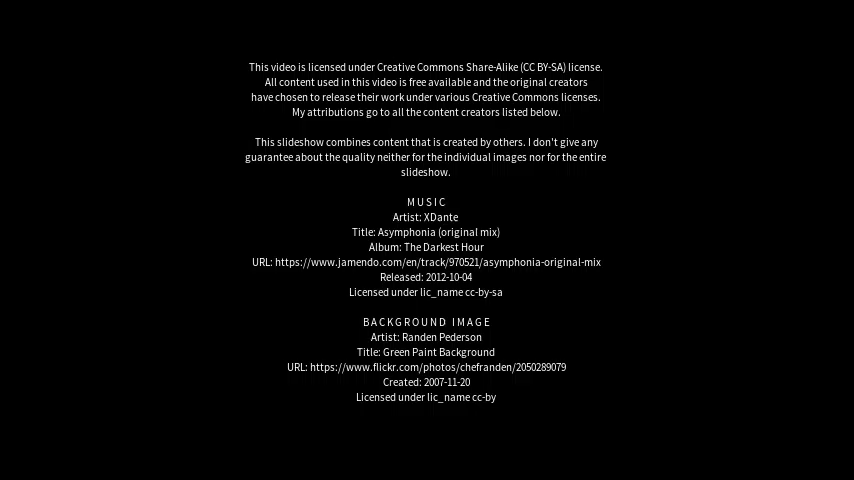 This video is licensed under Creative Commons Share-Alike (CC BY-SA) license.
All content used in this video is free available and the original creators
have chosen to release their work under various Creative Commons licenses.
My attributions go to all the content creators listed below.
This slideshow combines content that is created by others. I don't give any
guarantee about the quality neither for the individual images nor for the entire
slideshow.
M U S I C
Artist: XDante
Title: Asymphonia (original mix)
Album: The Darkest Hour
URL: https://www.jamendo.com/en/track/970521/asymphonia-original-mix
Released: 2012-10-04
Licensed under lic_name cc-by-sa
B A C K G R O U N D   I M A G E
Artist: Randen Pederson
Title: Green Paint Background
URL: https://www.flickr.com/photos/chefranden/2050289079
Created: 2007-11-20
Licensed under lic_name cc-by